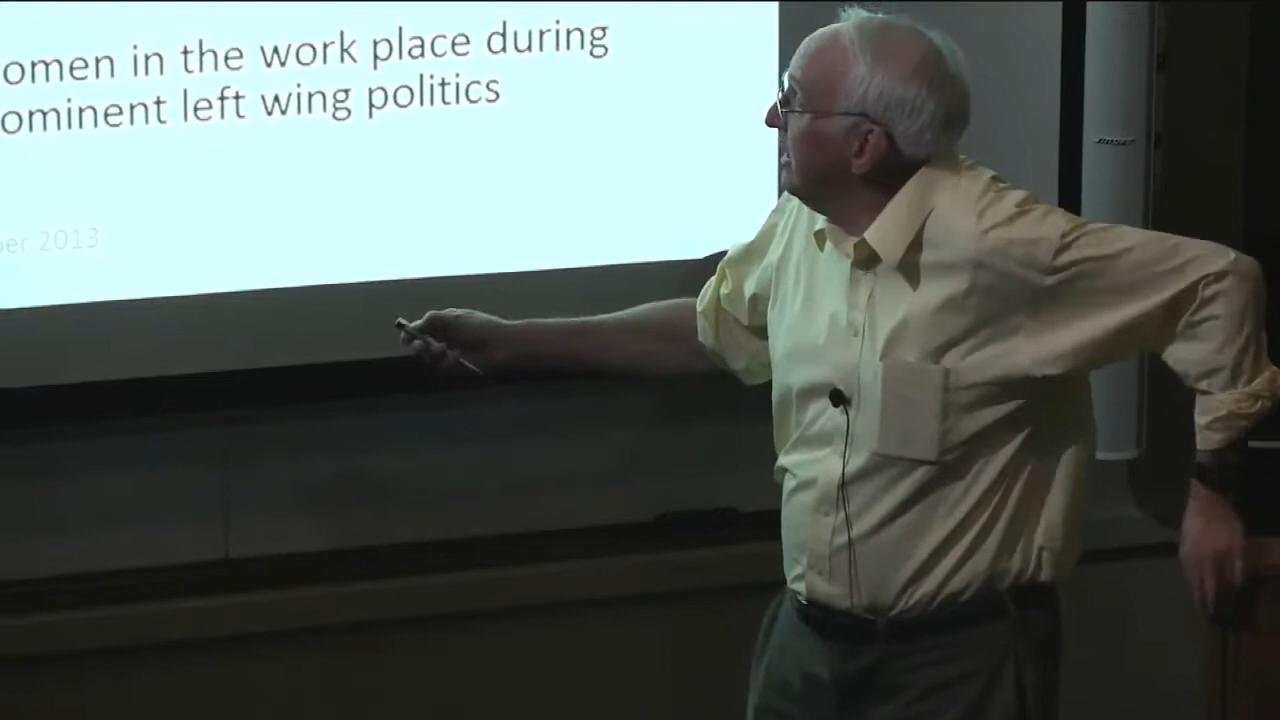 omen in the work place during
ominent left wing politics
ber 2013